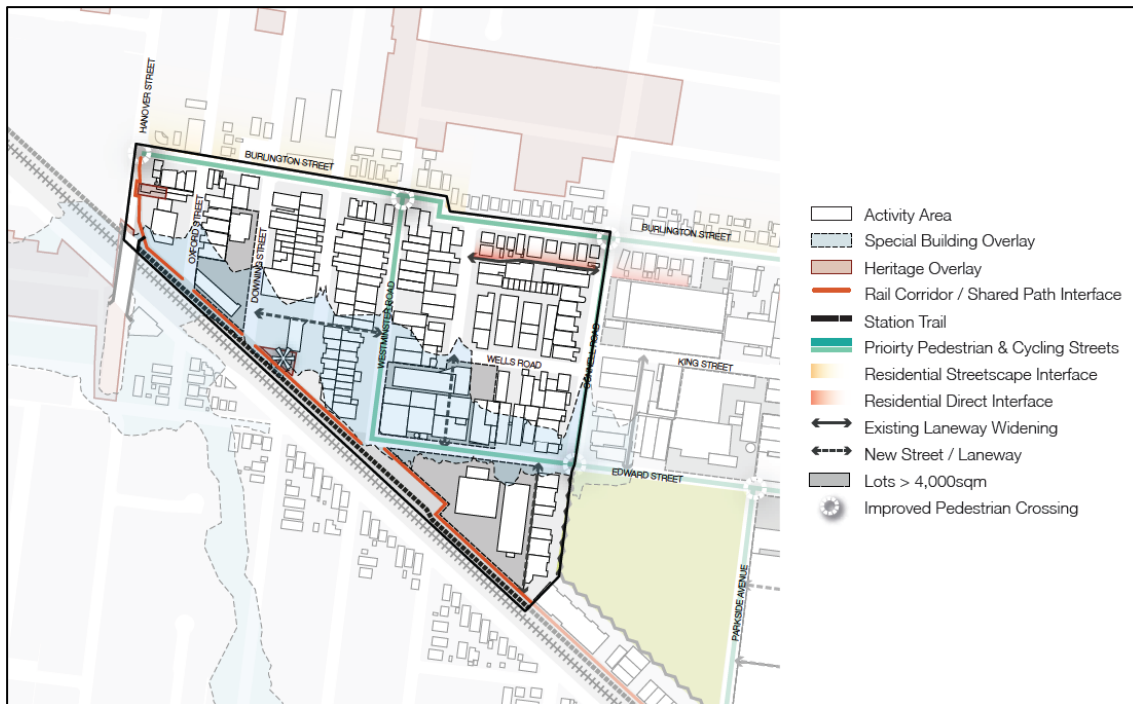 HANOVER STREET
BURLINGTON STREET
OXFORD STREET
DOWNING STREET
WESTMINSTER ROAD
WELLS ROAD
BURLINGTON STREET
KING STREET
EDWARD STREET
PARKSIDE AVENUE
Activity Area
Special Building Overlay
Heritage Overlay
Rail Corridor / Shared Path Interface
Station Trail
Prioirty Pedestrian & Cycling Streets
Residential Streetscape Interface
Residential Direct Interface
Existing Laneway Widening
New Street / Laneway
Lots > 4,000sqm
Improved Pedestrian Crossing